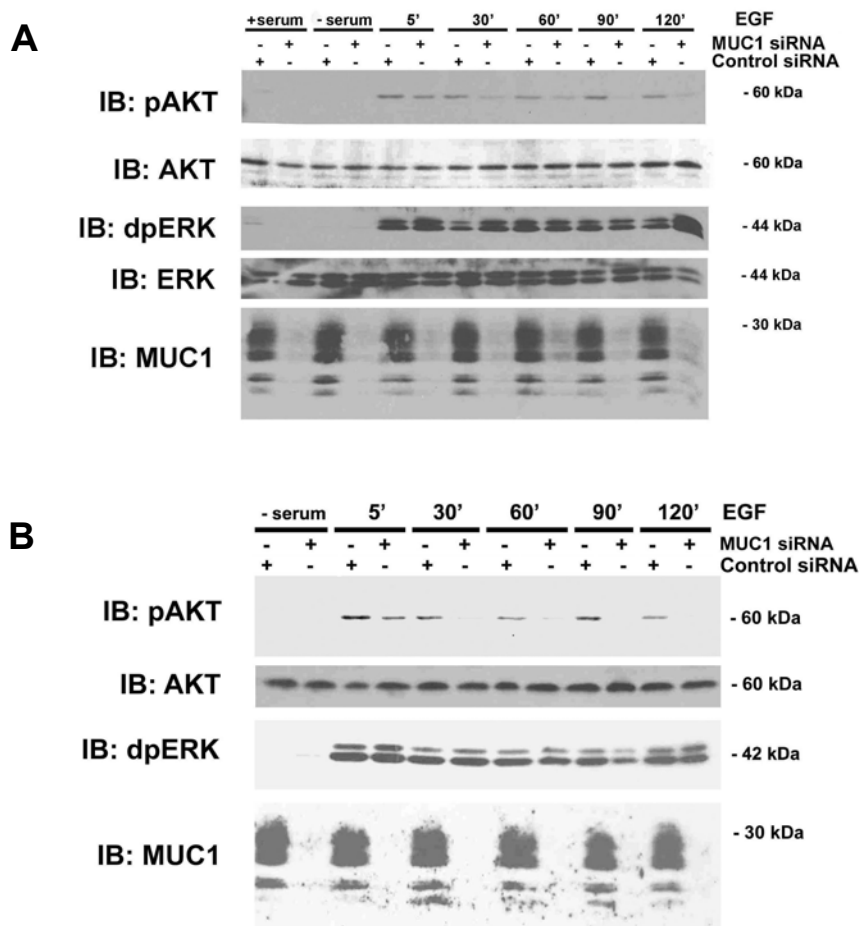 A
+serum - serum 5' 30' 60' 90' 120' EGF
- + - + - + - + - + - + - + MUC1 siRNA
+ - + - + - + - + - + - + - Control siRNA
IB: pAKT - 60 kDa
IB: AKT - 60 kDa
IB: dpERK - 44 kDa
IB: ERK - 44 kDa
- 30 kDa
IB: MUC1
B
- serum 5' 30' 60' 90' 120' EGF
- + - + - + - + - + - + MUC1 siRNA
+ - + - + - + - + - + - Control siRNA
IB: pAKT - 60 kDa
IB: AKT - 60 kDa
IB: dpERK - 42 kDa
- 30 kDa
IB: MUC1